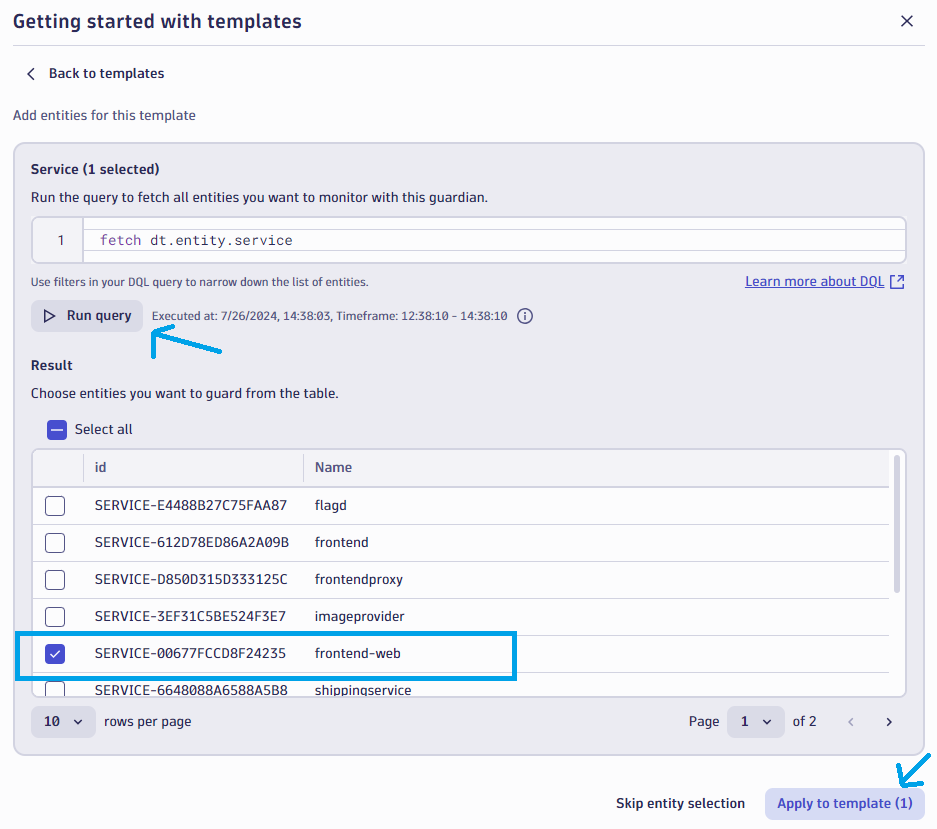 Getting started with templates
Back to templates
Add entities for this template
Service (1 selected)
Run the query to fetch all entities you want to monitor with this guardian.
1 fetch dt.entity.service
Use filters in your DQL query to narrow down the list of entities. Learn more about DQL
Run query Executed at: 7/26/2024, 14:38:03, Timeframe: 12:38:10 - 14:38:10
Result
Choose entities you want to guard from the table.
Select all
id Name
SERVICE-E4488B27C75FAA87 flagd
SERVICE-612D78ED86A2A09B frontend
SERVICE-D850D315D333125C frontendproxy
SERVICE-3EF31C5BE524F3E7 imageprovider
SERVICE-00677FCCD8F24235 frontend-web
SERVICE-6648088A6588A5B8 shippingservice
10 rows per page Page 1 of 2
Skip entity selection Apply to template (1)